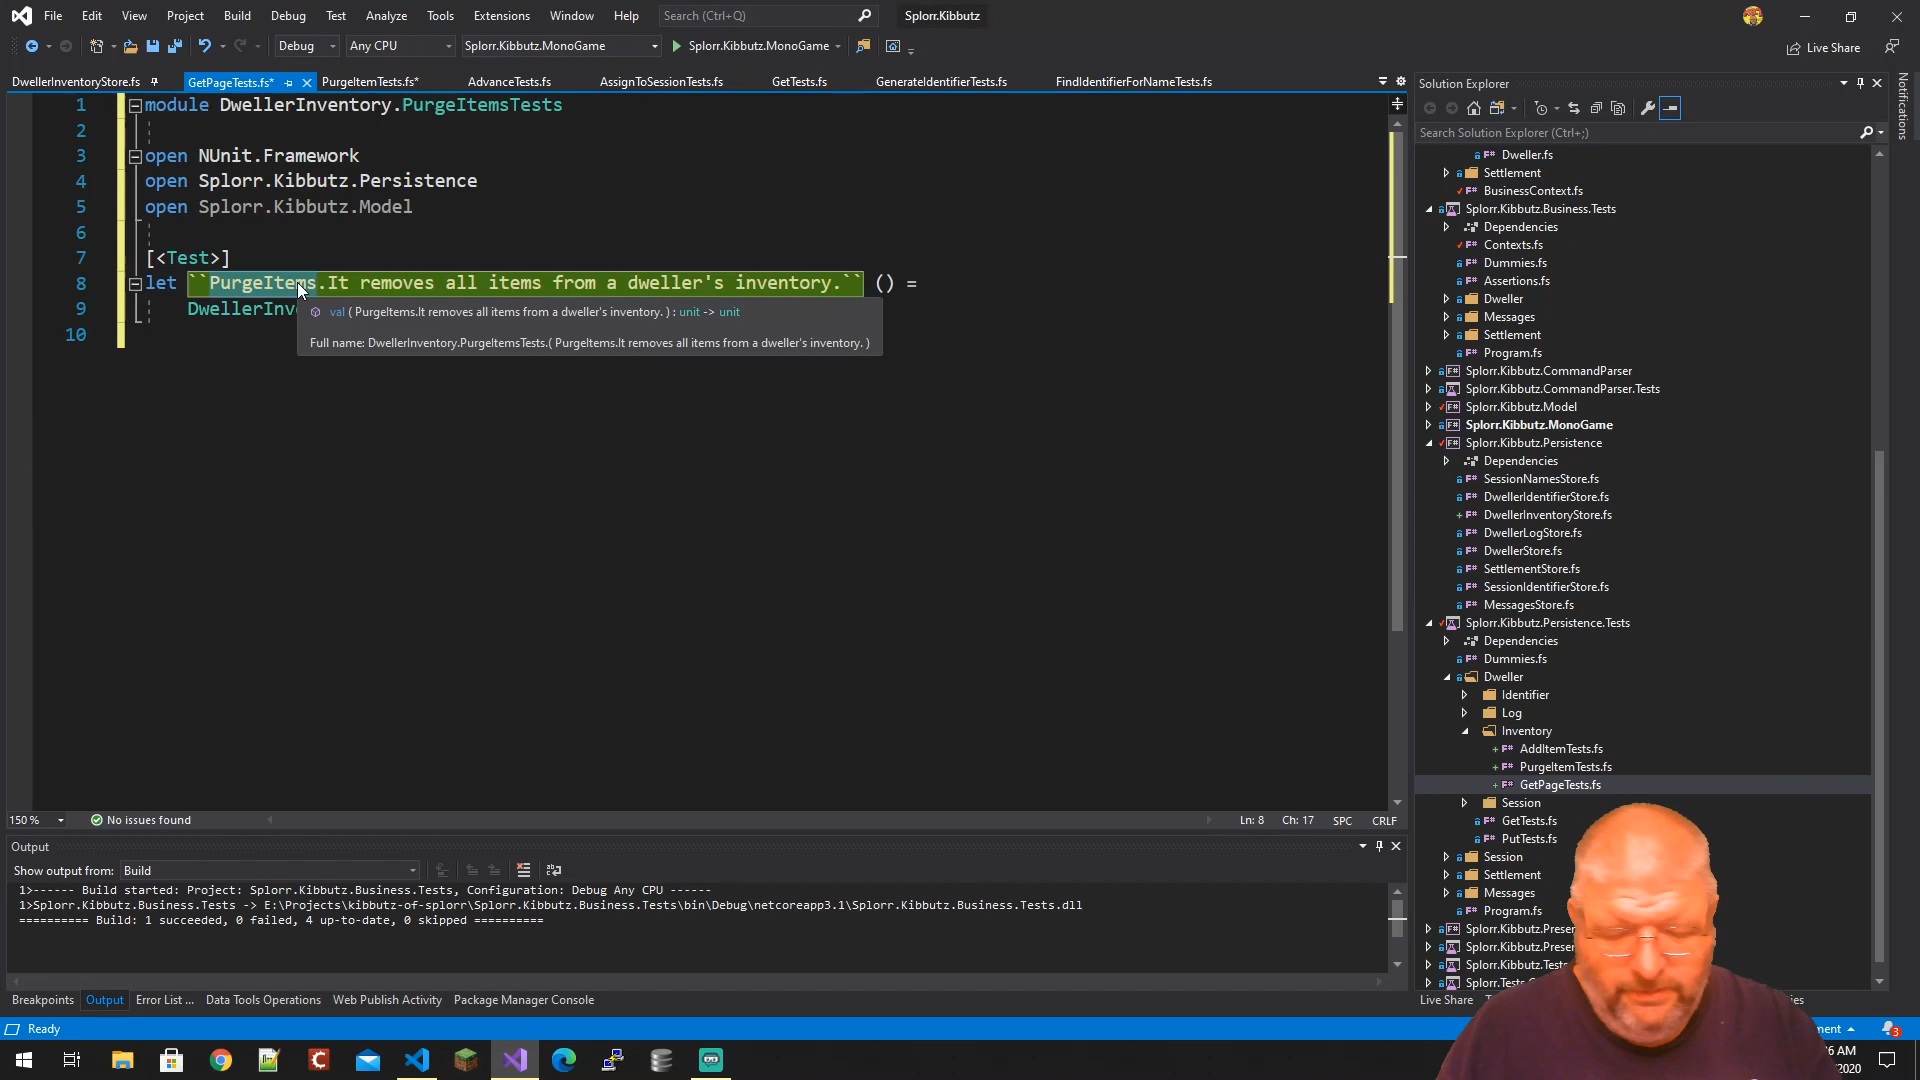 File Edit View Project Build Debug Test Analyze Tools Extensions Window Help Search (Ctrl+Q) Splorr.Kibbutz
Debug Any CPU Splorr.Kibbutz.MonoGame Splorr.Kibbutz.MonoGame Live Share
DwellerInventoryStore.fs GetPageTests.fs* PurgeItemTests.fs* AdvanceTests.fs AssignToSessionTest.fs GetTests.fs GenerateIdentifierTests.fs FindIdentifierForNameTests.fs
1 module DwellerInventory.PurgeItemsTests
2
3 open NUnit.Framework
4 open Splorr.Kibbutz.Persistence
5 open Splorr.Kibbutz.Model
6
7 [<Test>]
8 let ``PurgeItems.It removes all items from a dweller's inventory.`` () =
9 DwellerInv
val ( PurgeItems.It removes all items from a dweller's inventory. ) : unit -> unit
10
Full name: DwellerInventory.PurgeItemsTests.( PurgeItems.It removes all items from a dweller's inventory. )
150 % No issues found Ln: 8 Ch: 17 SPC CRLF
Output
Show output from: Build
1>------ Build started: Project: Splorr.Kibbutz.Business.Tests, Configuration: Debug Any CPU ------
1>Splorr.Kibbutz.Business.Tests -> E:\Projects\kibbutz-of-splorr\Splorr.Kibbutz.Business.Tests\bin\Debug\netcoreapp3.1\Splorr.Kibbutz.Business.Tests.dll
========== Build: 1 succeeded, 0 failed, 4 up-to-date, 0 skipped ==========
Breakpoints Output Error List ... Data Tools Operations Web Publish Activity Package Manager Console
Ready
Solution Explorer
Search Solution Explorer (Ctrl+;)
F# Dweller.fs
Settlement
F# BusinessContext.fs
Splorr.Kibbutz.Business.Tests
Dependencies
F# Contexts.fs
F# Dummies.fs
F# Assertions.fs
Dweller
Messages
Settlement
F# Program.fs
F# Splorr.Kibbutz.CommandParser
Splorr.Kibbutz.CommandParser.Tests
F# Splorr.Kibbutz.Model
F# Splorr.Kibbutz.MonoGame
F# Splorr.Kibbutz.Persistence
Dependencies
F# SessionNamesStore.fs
F# DwellerIdentifierStore.fs
F# DwellerInventoryStore.fs
F# DwellerLogStore.fs
F# DwellerStore.fs
F# SettlementStore.fs
F# SessionIdentifierStore.fs
F# MessagesStore.fs
Splorr.Kibbutz.Persistence.Tests
Dependencies
F# Dummies.fs
Dweller
Identifier
Log
Inventory
F# AddItemTests.fs
F# PurgeItemTests.fs
F# GetPageTests.fs
Session
F# GetTests.fs
F# PutTests.fs
Session
Settlement
Messages
F# Program.fs
F# Splorr.Kibbutz.Preser
Splorr.Kibbutz.Preser
Splorr.Kibbutz.Tests
Splorr.Tests.
Live Share
Notifications
3
6 AM
2020